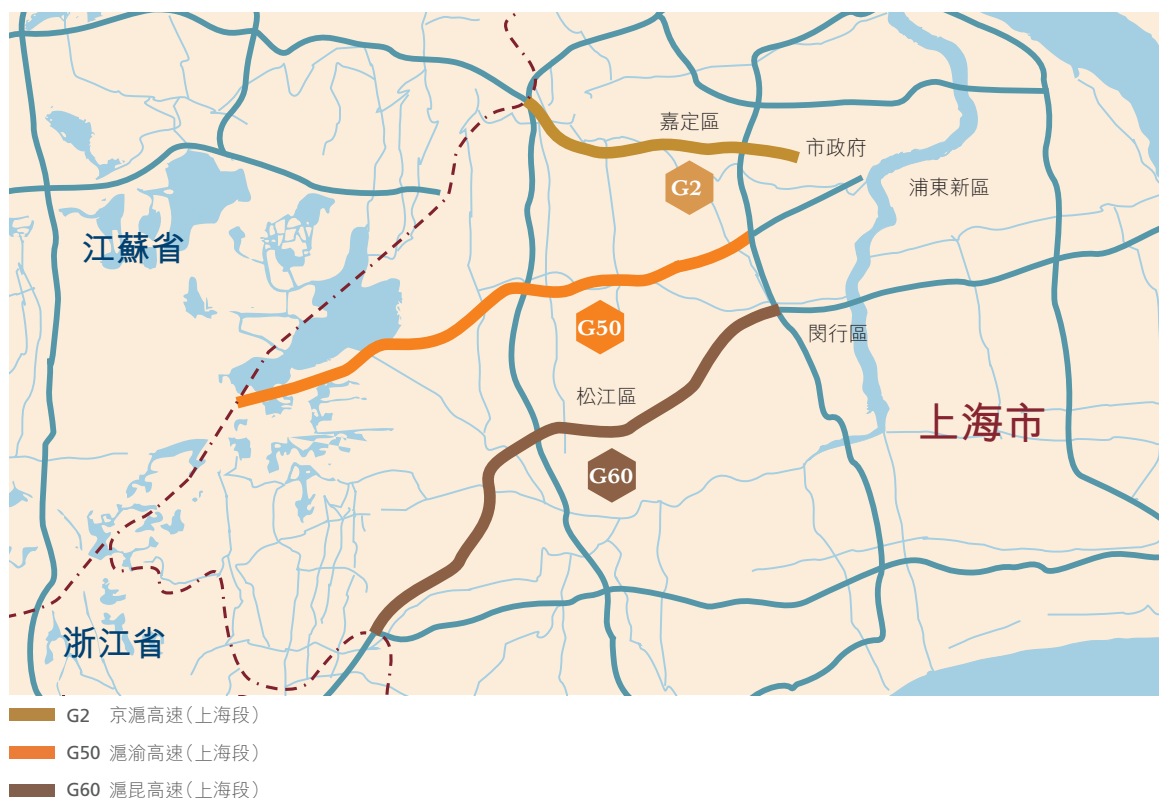 嘉定區
市政府
G2
浦東新區
江蘇省
G50
閔行區
松江區
上海市
G60
浙江省
G2 京滬高速(上海段)
G50 滬渝高速(上海段)
G60 滬昆高速(上海段)